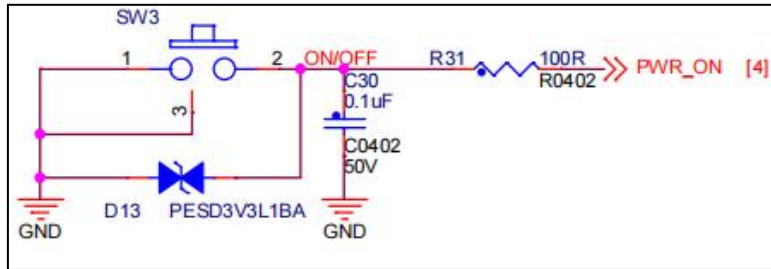 SW3
1
2
ON/OFF
R31
100R
PWR_ON [4]
R0402
C30
0.1uF
3
C0402
50V
D13
PESD3V3L1BA
GND
GND